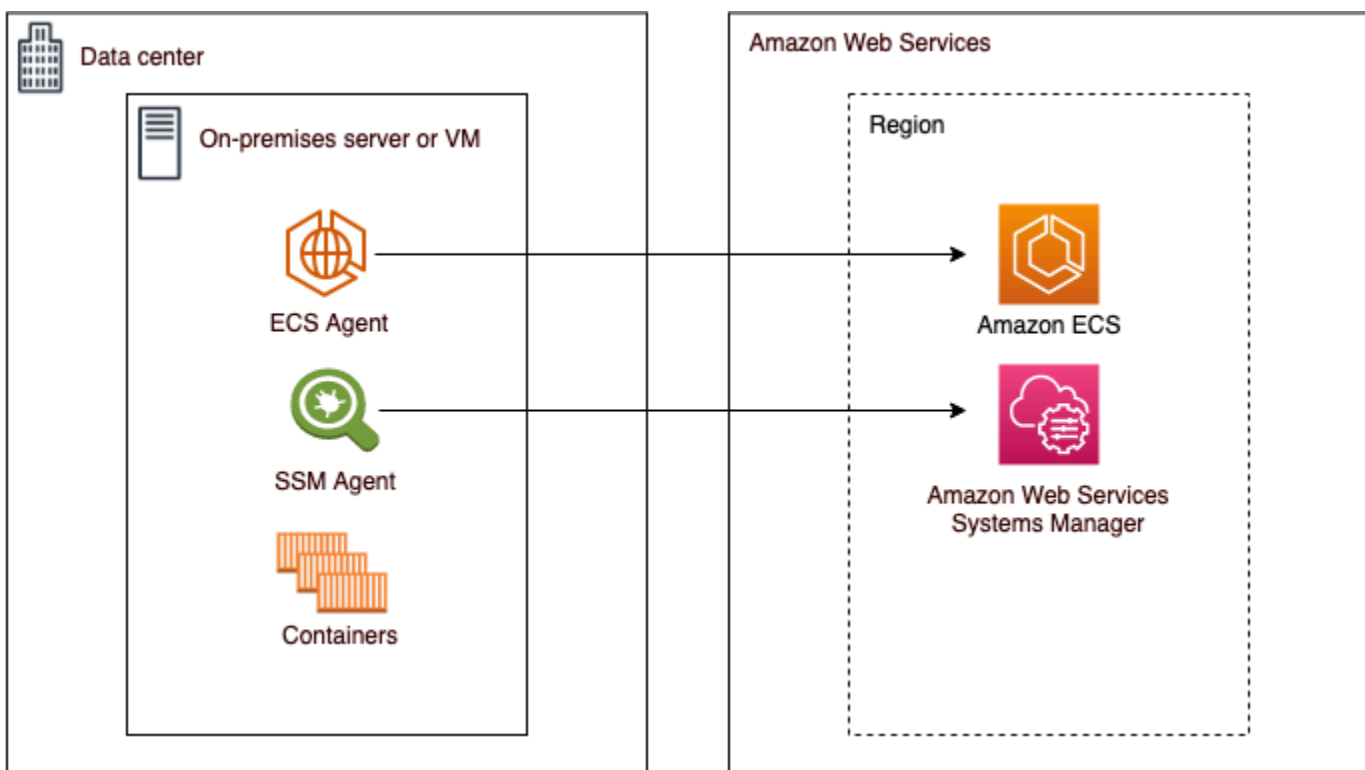 Data center
On-premises server or VM
ECS Agent
SSM Agent
Containers
Amazon Web Services
Region
Amazon ECS
Amazon Web Services
Systems Manager